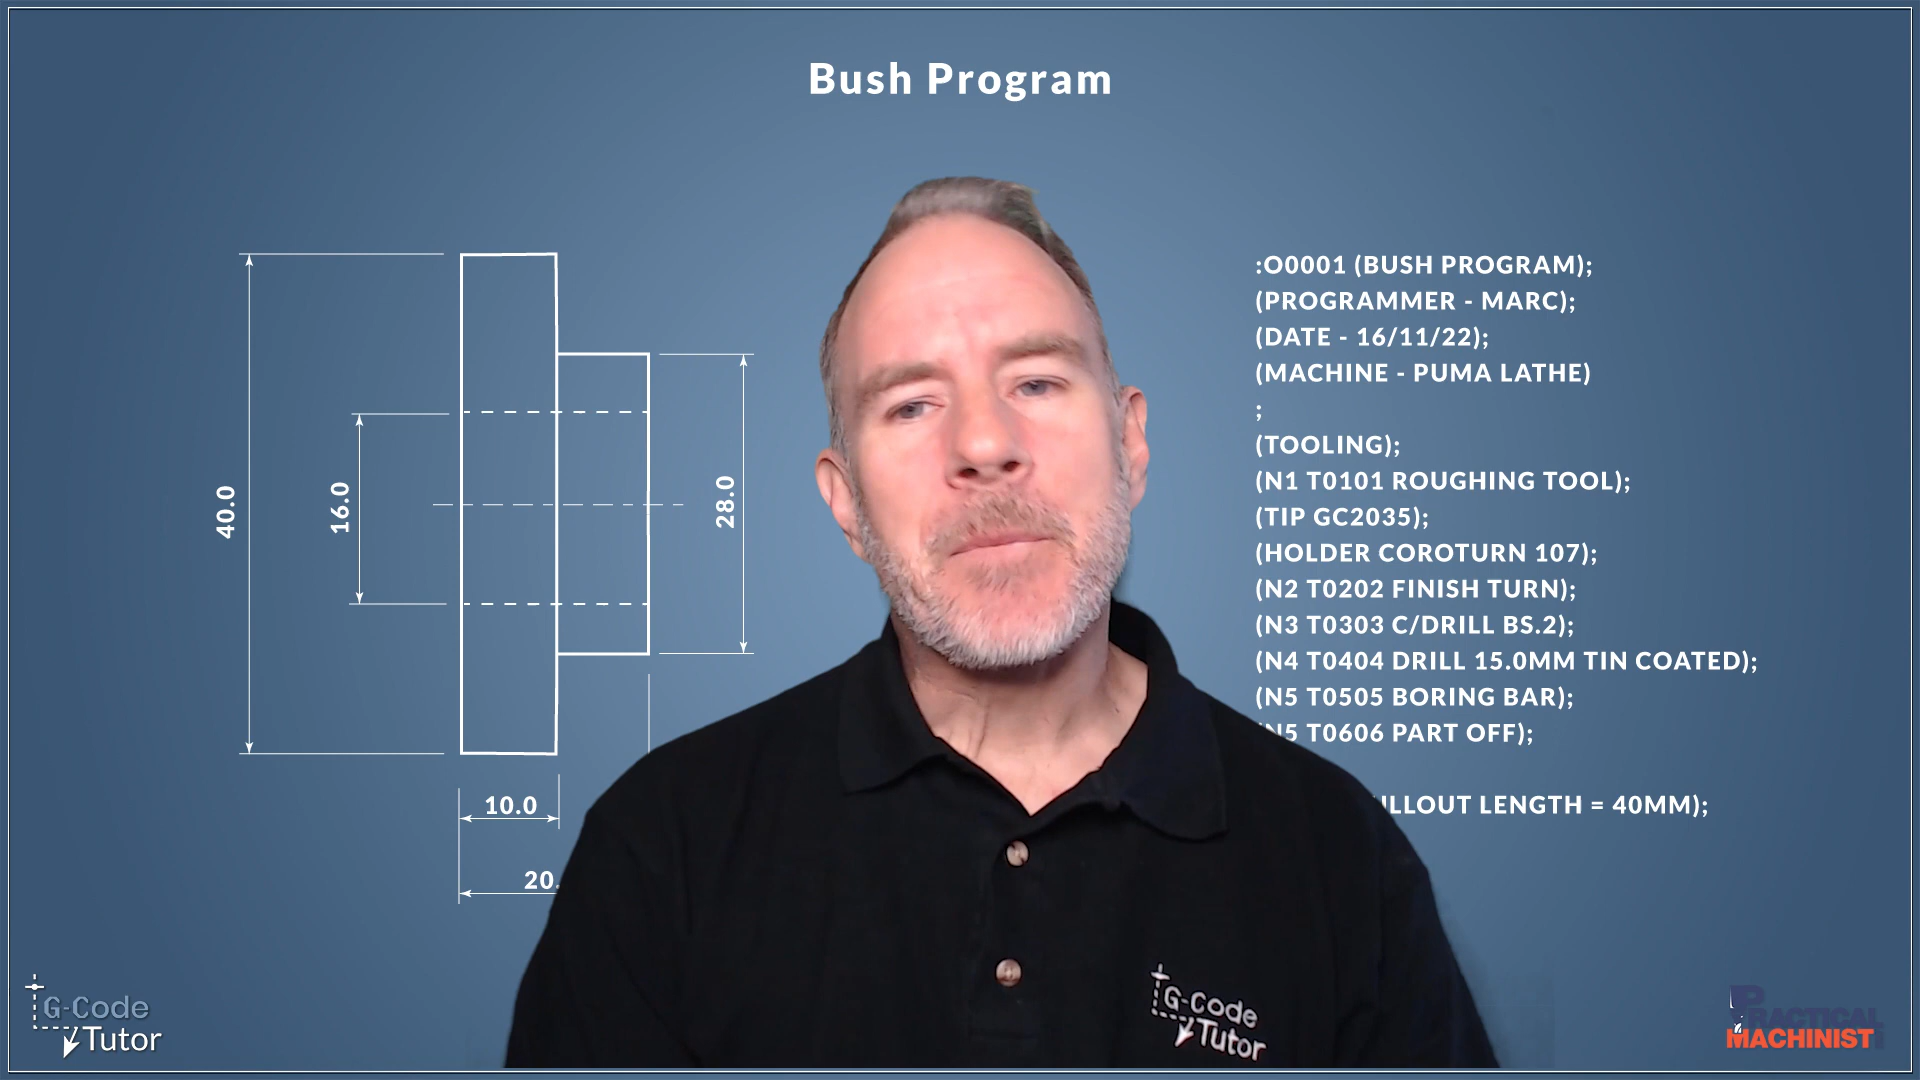 Bush Program
40.0
16.0
28.0
10.0
20.
:O0001 (BUSH PROGRAM);
(PROGRAMMER - MARC);
(DATE - 16/11/22);
(MACHINE - PUMA LATHE)
;
(TOOLING);
(N1 T0101 ROUGHING TOOL);
(TIP GC2035);
(HOLDER COROTURN 107);
(N2 T0202 FINISH TURN);
(N3 T0303 C/DRILL BS.2);
(N4 T0404 DRILL 15.0MM TIN COATED);
(N5 T0505 BORING BAR);
N5 T0606 PART OFF);
LENGTH = 40MM);
G-Code
Tutor
G-Code
Tutor
PRACTICAL
MACHINIST